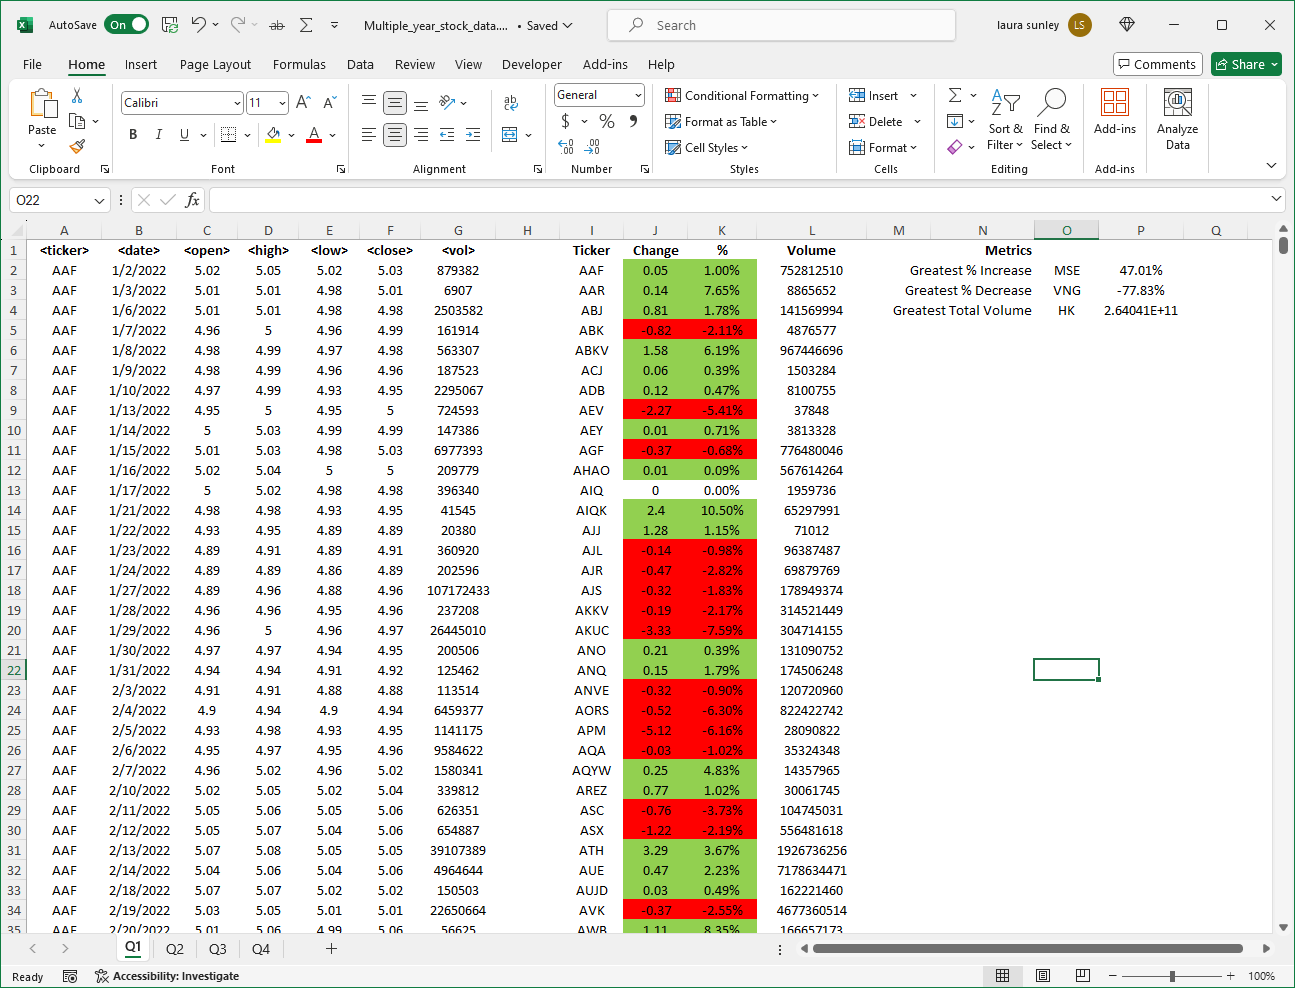 AutoSave On Multiple_year_stock_data.... • Saved Search laura sunley LS
File Home Insert Page Layout Formulas Data Review View Developer Add-ins Help Comments Share
Calibri 11 General Conditional Formatting Insert
Paste Format as Table Delete Sort & Filter Find & Select Add-ins Analyze Data
B I U A $ % Cell Styles Format
Clipboard Font Alignment Number Styles Cells Editing Add-ins
O22 fx
A B C D E F G H I J K L M N O P Q
1 <ticker> <date> <open> <high> <low> <close> <vol> Ticker Change % Volume Metrics
2 AAF 1/2/2022 5.02 5.05 5.02 5.03 879382 AAF 0.05 1.00% 752812510 Greatest % Increase MSE 47.01%
3 AAF 1/3/2022 5.01 5.01 4.98 5.01 6907 AAR 0.14 7.65% 8865652 Greatest % Decrease VNG -77.83%
4 AAF 1/6/2022 5.01 5.01 4.98 4.98 2503582 ABJ 0.81 1.78% 141569994 Greatest Total Volume HK 2.64041E+11
5 AAF 1/7/2022 4.96 5 4.96 4.99 161914 ABK -0.82 -2.11% 4876577
6 AAF 1/8/2022 4.98 4.99 4.97 4.98 563307 ABKV 1.58 6.19% 967446696
7 AAF 1/9/2022 4.98 4.99 4.96 4.96 187523 ACJ 0.06 0.39% 1503284
8 AAF 1/10/2022 4.97 4.99 4.93 4.95 2295067 ADB 0.12 0.47% 8100755
9 AAF 1/13/2022 4.95 5 4.95 5 724593 AEV -2.27 -5.41% 37848
10 AAF 1/14/2022 5 5.03 4.99 4.99 147386 AEY 0.01 0.71% 3813328
11 AAF 1/15/2022 5.01 5.03 4.98 5.03 6977393 AGF -0.37 -0.68% 776480046
12 AAF 1/16/2022 5.02 5.04 5 5 209779 AHAO 0.01 0.09% 567614264
13 AAF 1/17/2022 5 5.02 4.98 4.98 396340 AIQ 0 0.00% 1959736
14 AAF 1/21/2022 4.98 4.98 4.93 4.95 41545 AIQK 2.4 10.50% 65297991
15 AAF 1/22/2022 4.93 4.95 4.89 4.89 20380 AJJ 1.28 1.15% 71012
16 AAF 1/23/2022 4.89 4.91 4.89 4.91 360920 AJL -0.14 -0.98% 96387487
17 AAF 1/24/2022 4.89 4.89 4.86 4.89 202596 AJR -0.47 -2.82% 69879769
18 AAF 1/27/2022 4.89 4.96 4.88 4.96 107172433 AJS -0.32 -1.83% 178949374
19 AAF 1/28/2022 4.96 4.96 4.95 4.96 237208 AKKV -0.19 -2.17% 314521449
20 AAF 1/29/2022 4.96 5 4.96 4.97 26445010 AKUC -3.33 -7.59% 304714155
21 AAF 1/30/2022 4.97 4.97 4.94 4.95 200506 ANO 0.21 0.39% 131090752
22 AAF 1/31/2022 4.94 4.94 4.91 4.92 125462 ANQ 0.15 1.79% 174506248
23 AAF 2/3/2022 4.91 4.91 4.88 4.88 113514 ANVE -0.32 -0.90% 120720960
24 AAF 2/4/2022 4.9 4.94 4.9 4.94 6459377 AORS -0.52 -6.30% 822422742
25 AAF 2/5/2022 4.93 4.98 4.93 4.95 1141175 APM -5.12 -6.16% 28090822
26 AAF 2/6/2022 4.95 4.97 4.95 4.96 9584622 AQA -0.03 -1.02% 35324348
27 AAF 2/7/2022 4.96 5.02 4.96 5.02 1580341 AQYW 0.25 4.83% 14357965
28 AAF 2/10/2022 5.02 5.05 5.02 5.04 339812 AREZ 0.77 1.02% 30061745
29 AAF 2/11/2022 5.05 5.06 5.05 5.06 626351 ASC -0.76 -3.73% 104745031
30 AAF 2/12/2022 5.05 5.07 5.04 5.06 654887 ASX -1.22 -2.19% 556481618
31 AAF 2/13/2022 5.07 5.08 5.05 5.05 39107389 ATH 3.29 3.67% 1926736256
32 AAF 2/14/2022 5.04 5.06 5.04 5.06 4964644 AUE 0.47 2.23% 7178634471
33 AAF 2/18/2022 5.07 5.07 5.02 5.02 150503 AUJD 0.03 0.49% 162221460
34 AAF 2/19/2022 5.03 5.05 5.01 5.01 22650664 AVK -0.37 -2.55% 4677360514
35 AAF 2/20/2022 5.01 5.06 4.99 5.06 56625 AWB 1.11 8.35% 166657173
Q1 Q2 Q3 Q4
Ready Accessibility: Investigate 100%